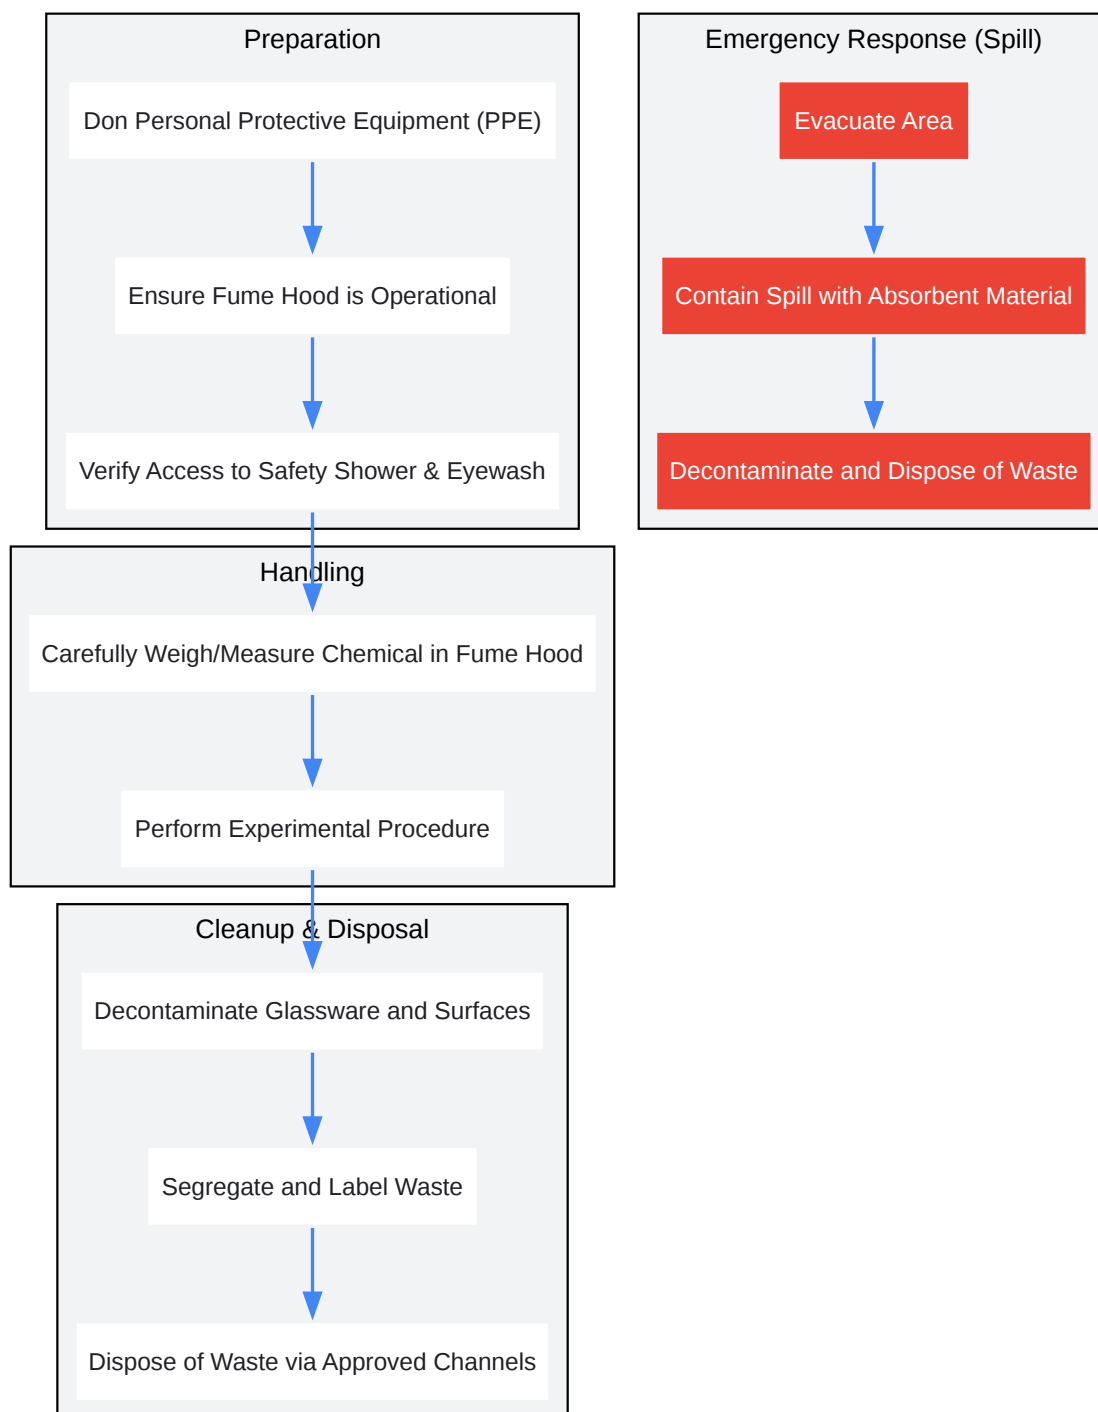 Preparation
Don Personal Protective Equipment (PPE)
Ensure Fume Hood is Operational
Verify Access to Safety Shower & Eyewash
Handling
Carefully Weigh/Measure Chemical in Fume Hood
Perform Experimental Procedure
Cleanup & Disposal
Decontaminate Glassware and Surfaces
Segregate and Label Waste
Dispose of Waste via Approved Channels
Emergency Response (Spill)
Evacuate Area
Contain Spill with Absorbent Material
Decontaminate and Dispose of Waste